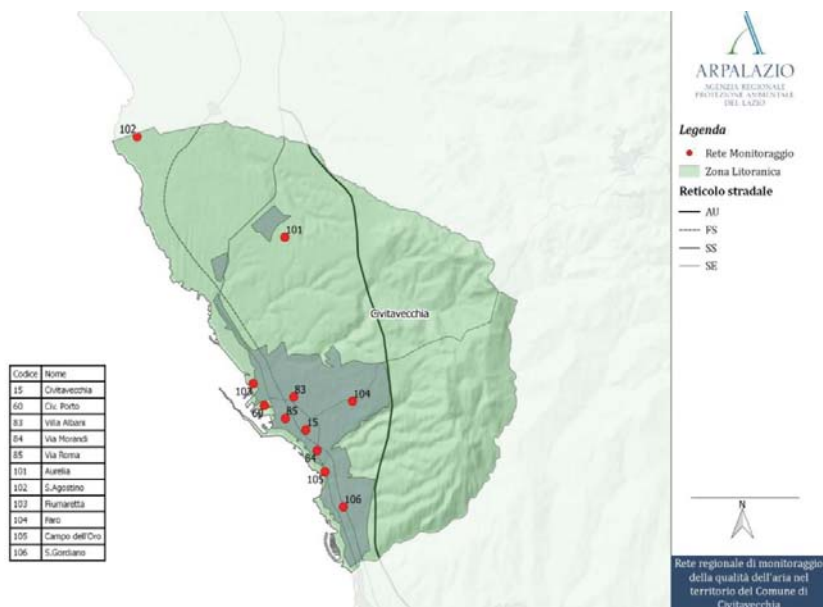 ARPALAZIO
AGENZIA REGIONALE
PROTEZIONE AMBIENTALE
DEL LAZIO
Legenda
Rete Monitoraggio
Zona Litoranica
Reticolo stradale
AU
FS
SS
SE
102
101
Civitavecchia
103
83
104
60
85
15
84
105
106
Codice Nome
15 Civitavecchia
60 Civ. Porto
83 Villa Albani
84 Via Morandi
85 Via Roma
101 Aurelia
102 S.Agostino
103 Fiumaretta
104 Faro
105 Campo dell'Oro
106 S.Gordiano
N
Rete regionale di monitoraggio
della qualità dell'aria nel
territorio del Comune di
Civitavecchia